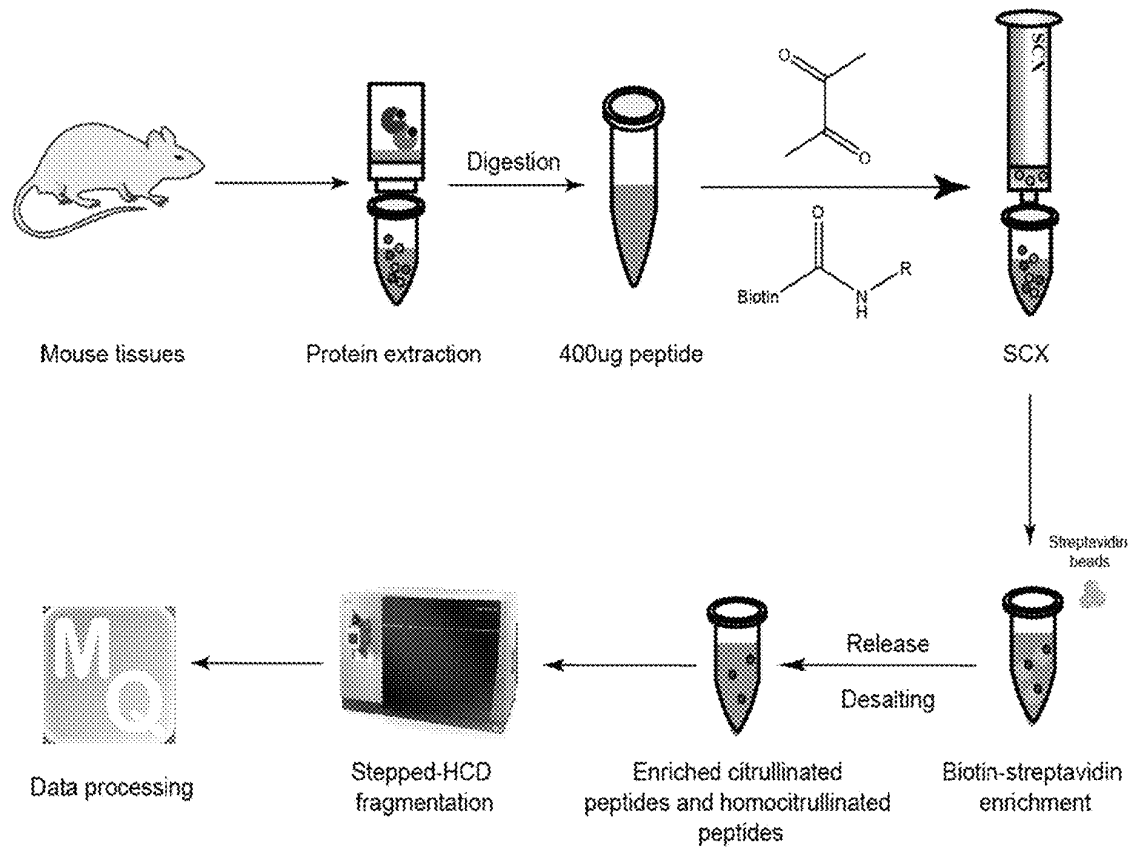 SCX
O
O
Digestion
O
Biotin
N
H
R
Mouse tissues
Protein extraction
400ug peptide
SCX
Streptavidin
beads
M
Q
Release
Desalting
Data processing
Stepped-HCD
fragmentation
Enriched citrullinated
peptides and homocitrullinated
peptides
Biotin-streptavidin
enrichment